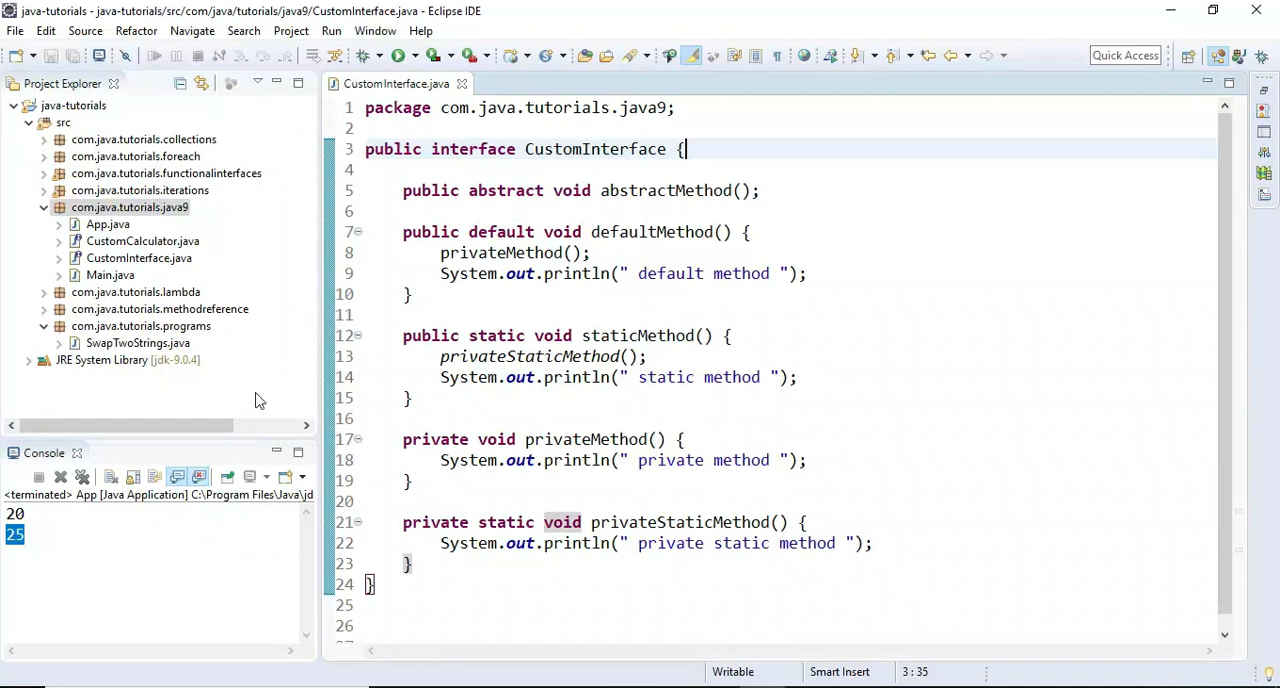 java-tutorials - java-tutorials/src/com/java/tutorials/java9/CustomInterface.java - Eclipse IDE
File Edit Source Refactor Navigate Search Project Run Window Help
Quick Access
Project Explorer
java-tutorials
src
com.java.tutorials.collections
com.java.tutorials.foreach
com.java.tutorials.functionalinterfaces
com.java.tutorials.iterations
com.java.tutorials.java9
App.java
CustomCalculator.java
CustomInterface.java
Main.java
com.java.tutorials.lambda
com.java.tutorials.methodreference
com.java.tutorials.programs
SwapTwoStrings.java
JRE System Library [jdk-9.0.4]
Console
<terminated> App [Java Application] C:\Program Files\Java\jd
20
25
CustomInterface.java
1 package com.java.tutorials.java9;
2
3 public interface CustomInterface {
4
5 public abstract void abstractMethod();
6
7 public default void defaultMethod() {
8 privateMethod();
9 System.out.println(" default method ");
10 }
11
12 public static void staticMethod() {
13 privateStaticMethod();
14 System.out.println(" static method ");
15 }
16
17 private void privateMethod() {
18 System.out.println(" private method ");
19 }
20
21 private static void privateStaticMethod() {
22 System.out.println(" private static method ");
23 }
24 }
25
26
Writable Smart Insert 3 : 35